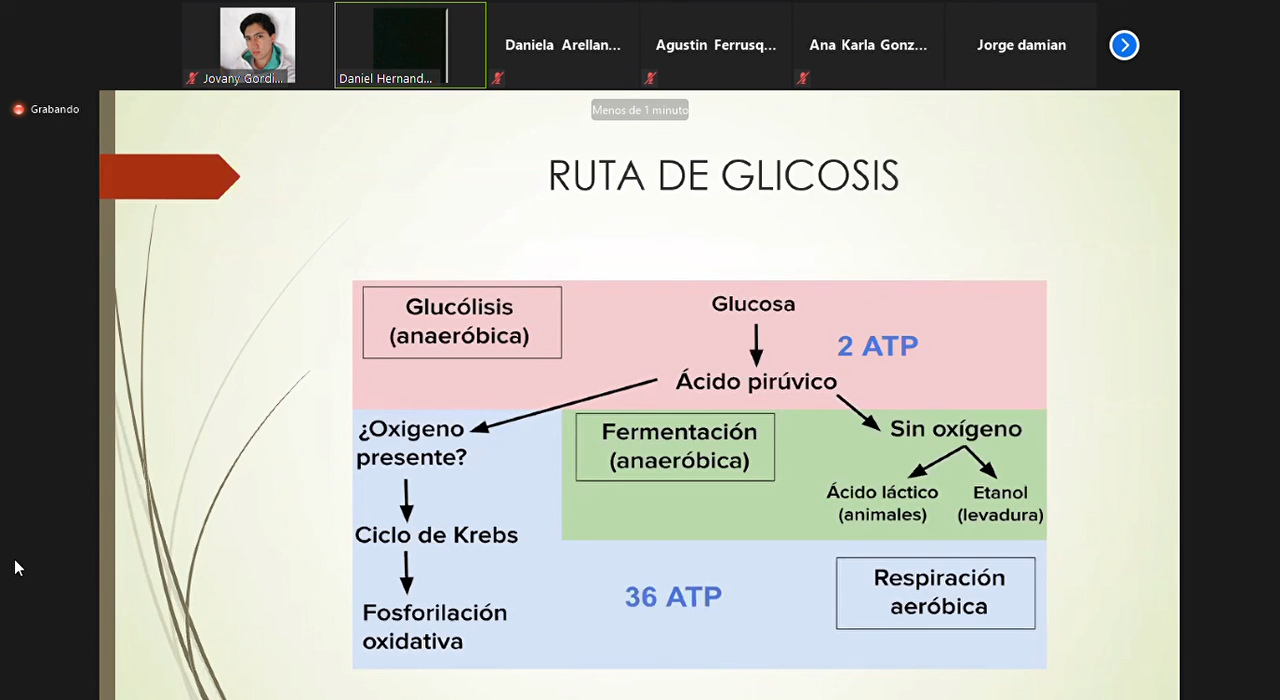 Jovany Gordi...
Daniel Hernand...
Daniela Arellan...
Agustin Ferrusq...
Ana Karla Gonz...
Jorge damian
Grabando
Menos de 1 minuto
RUTA DE GLICOSIS
Glucólisis
(anaeróbica)
Glucosa
2 ATP
Ácido pirúvico
¿Oxigeno
presente?
Fermentación
(anaeróbica)
Sin oxígeno
Ácido láctico
(animales)
Etanol
(levadura)
Ciclo de Krebs
Fosforilación
oxidativa
36 ATP
Respiración
aeróbica